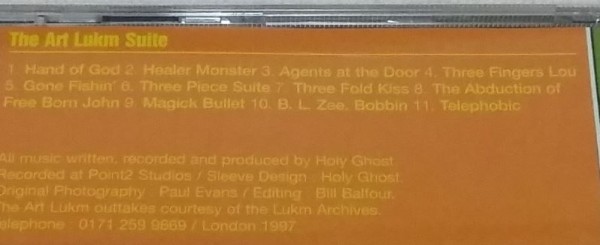 The Art Lukm Suite
1. Hand of God 2. Healer Monster 3. Agents at the Door 4. Three Fingers Lou
5. Gone Fishin' 6. Three Piece Suite 7. Three Fold Kiss 8. The Abduction of
Free Born John 9. Magick Bullet 10. B. L. Zee. Bobbin 11. Telephobic
All music written, recorded and produced by Holy Ghost.
Recorded at Point2 Studios / Sleeve Design : Holy Ghost.
Original Photography : Paul Evans / Editing : Bill Balfour.
The Art Lukm outtakes courtesy of the Lukm Archives.
Telephone : 0171 259 9869 / London 1997